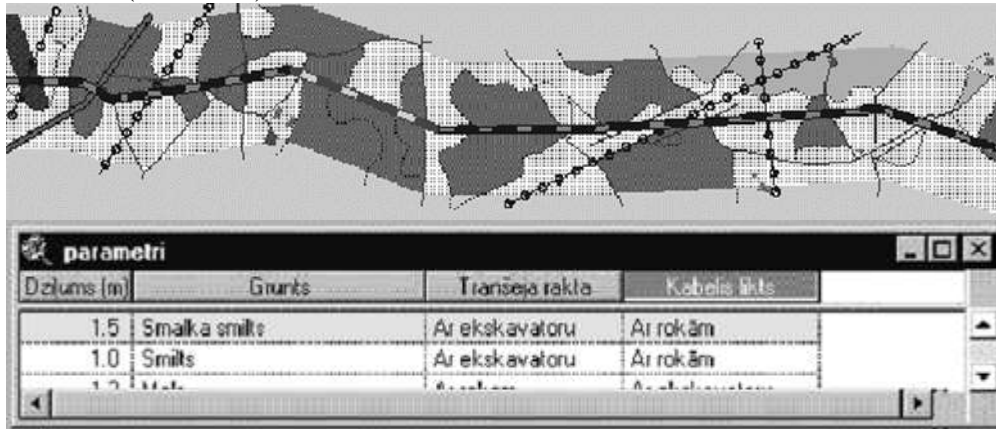 parametri
Dziļums (m) Grunts Tranšeja rakta Kabelis likts
1.5 Smalka smilts Ar ekskavatoru Ar rokām
1.0 Smilts Ar ekskavatoru Ar rokām